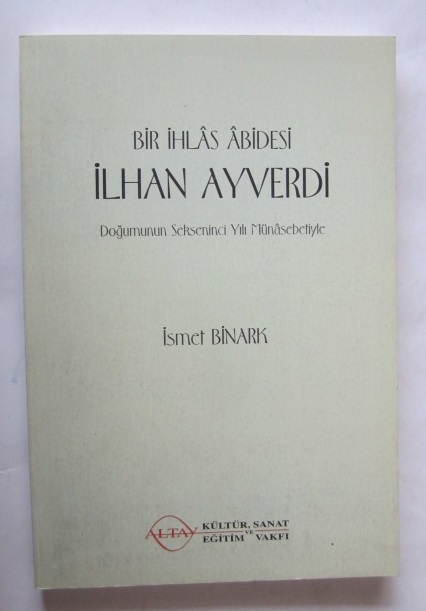 BİR İHLÂS ÂBİDESİ
İLHAN AYVERDİ
Doğumunun Sekseninci Yılı Münâsebetiyle
İsmet BİNARK
ALTAY KÜLTÜR, SANAT
VE
EĞİTİM VAKFI